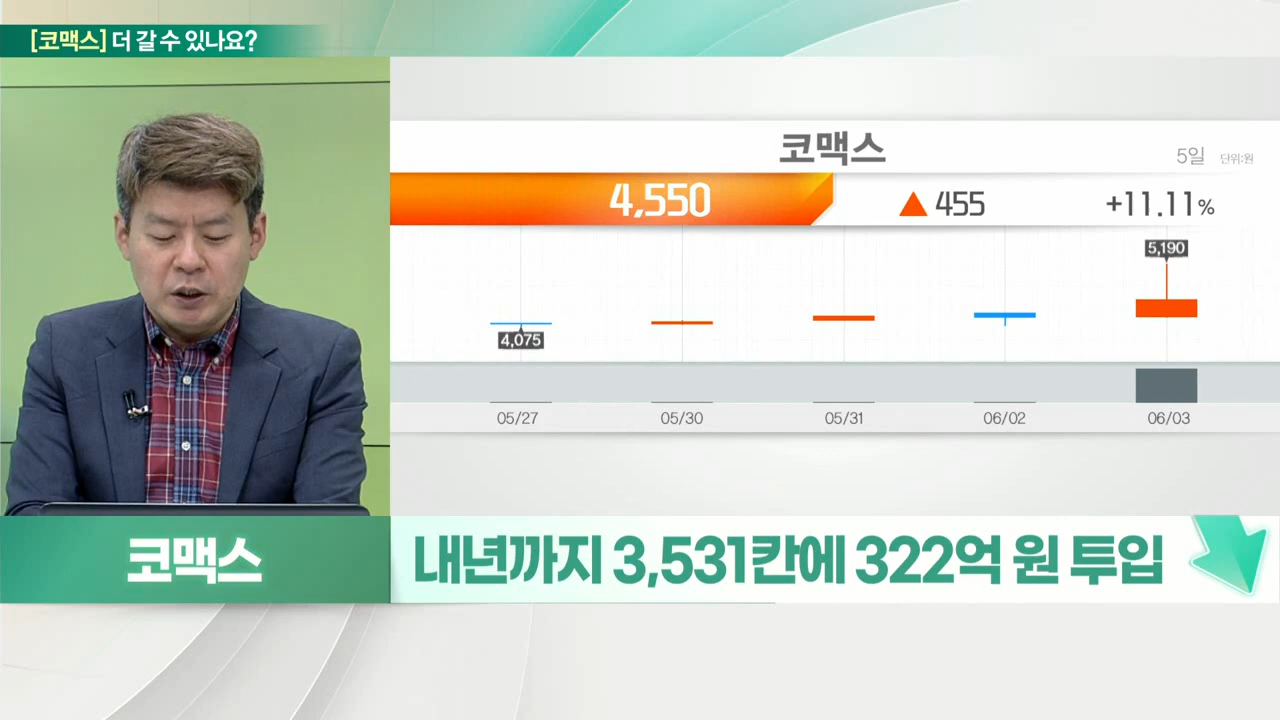 [코맥스] 더 갈 수 있나요?
코맥스
5일 단위:원
4,550 ▲ 455 +11.11%
5,190
4,075
05/27 05/30 05/31 06/02 06/03
코맥스
내년까지 3,531칸에 322억 원 투입